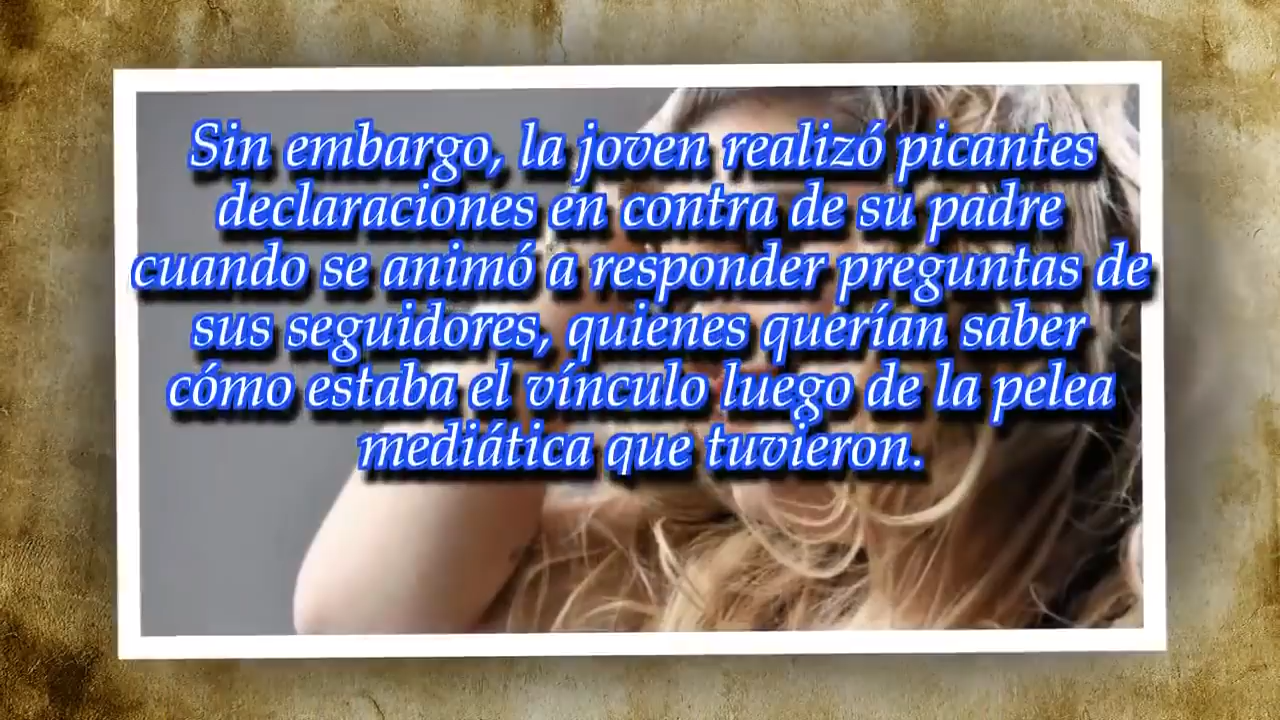 Sin embargo, la joven realizó picantes
declaraciones en contra de su padre
cuando se animó a responder preguntas de
sus seguidores, quienes querían saber
cómo estaba el vínculo luego de la pelea
mediática que tuvieron.